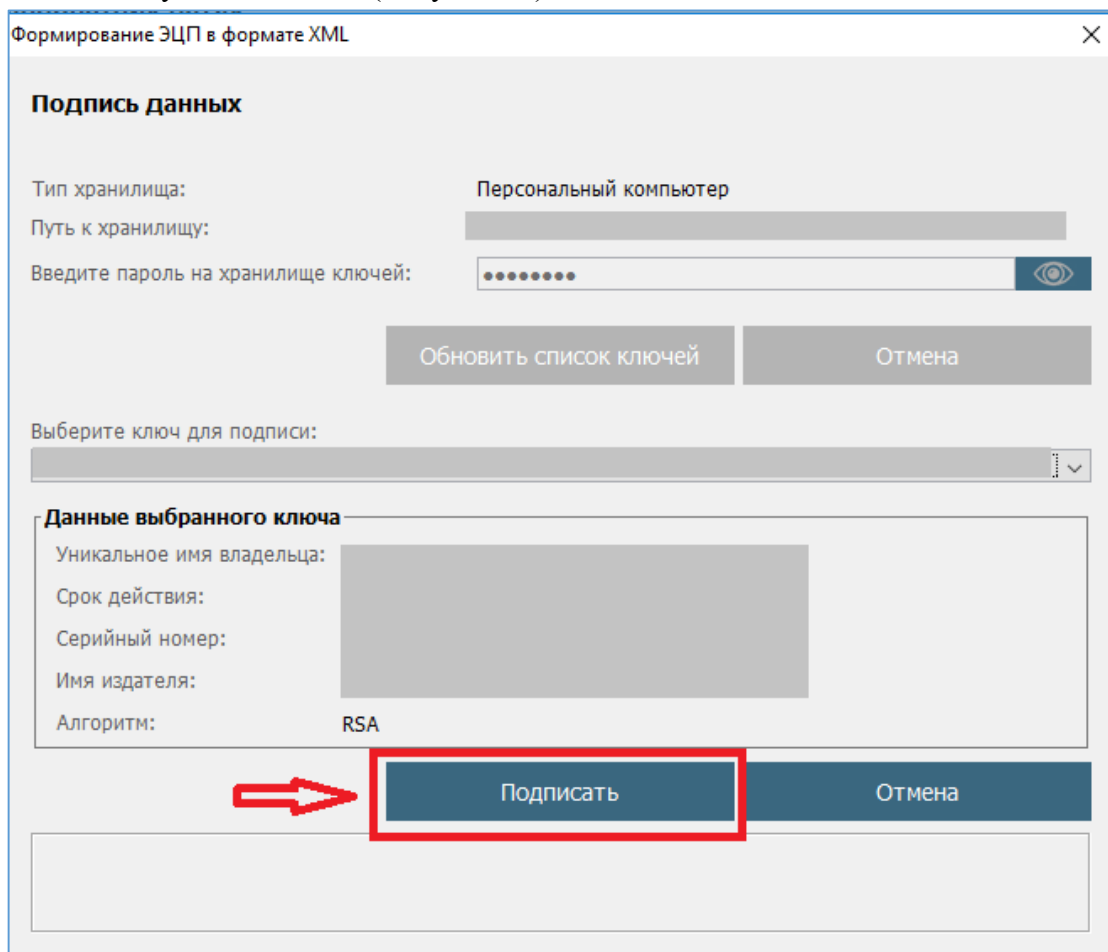 Формирование ЭЦП в формате XML
Подпись данных
Тип хранилища: Персональный компьютер
Путь к хранилищу:
Введите пароль на хранилище ключей: ••••••••
Обновить список ключей Отмена
Выберите ключ для подписи:
Данные выбранного ключа
Уникальное имя владельца:
Срок действия:
Серийный номер:
Имя издателя:
Алгоритм: RSA
Подписать Отмена